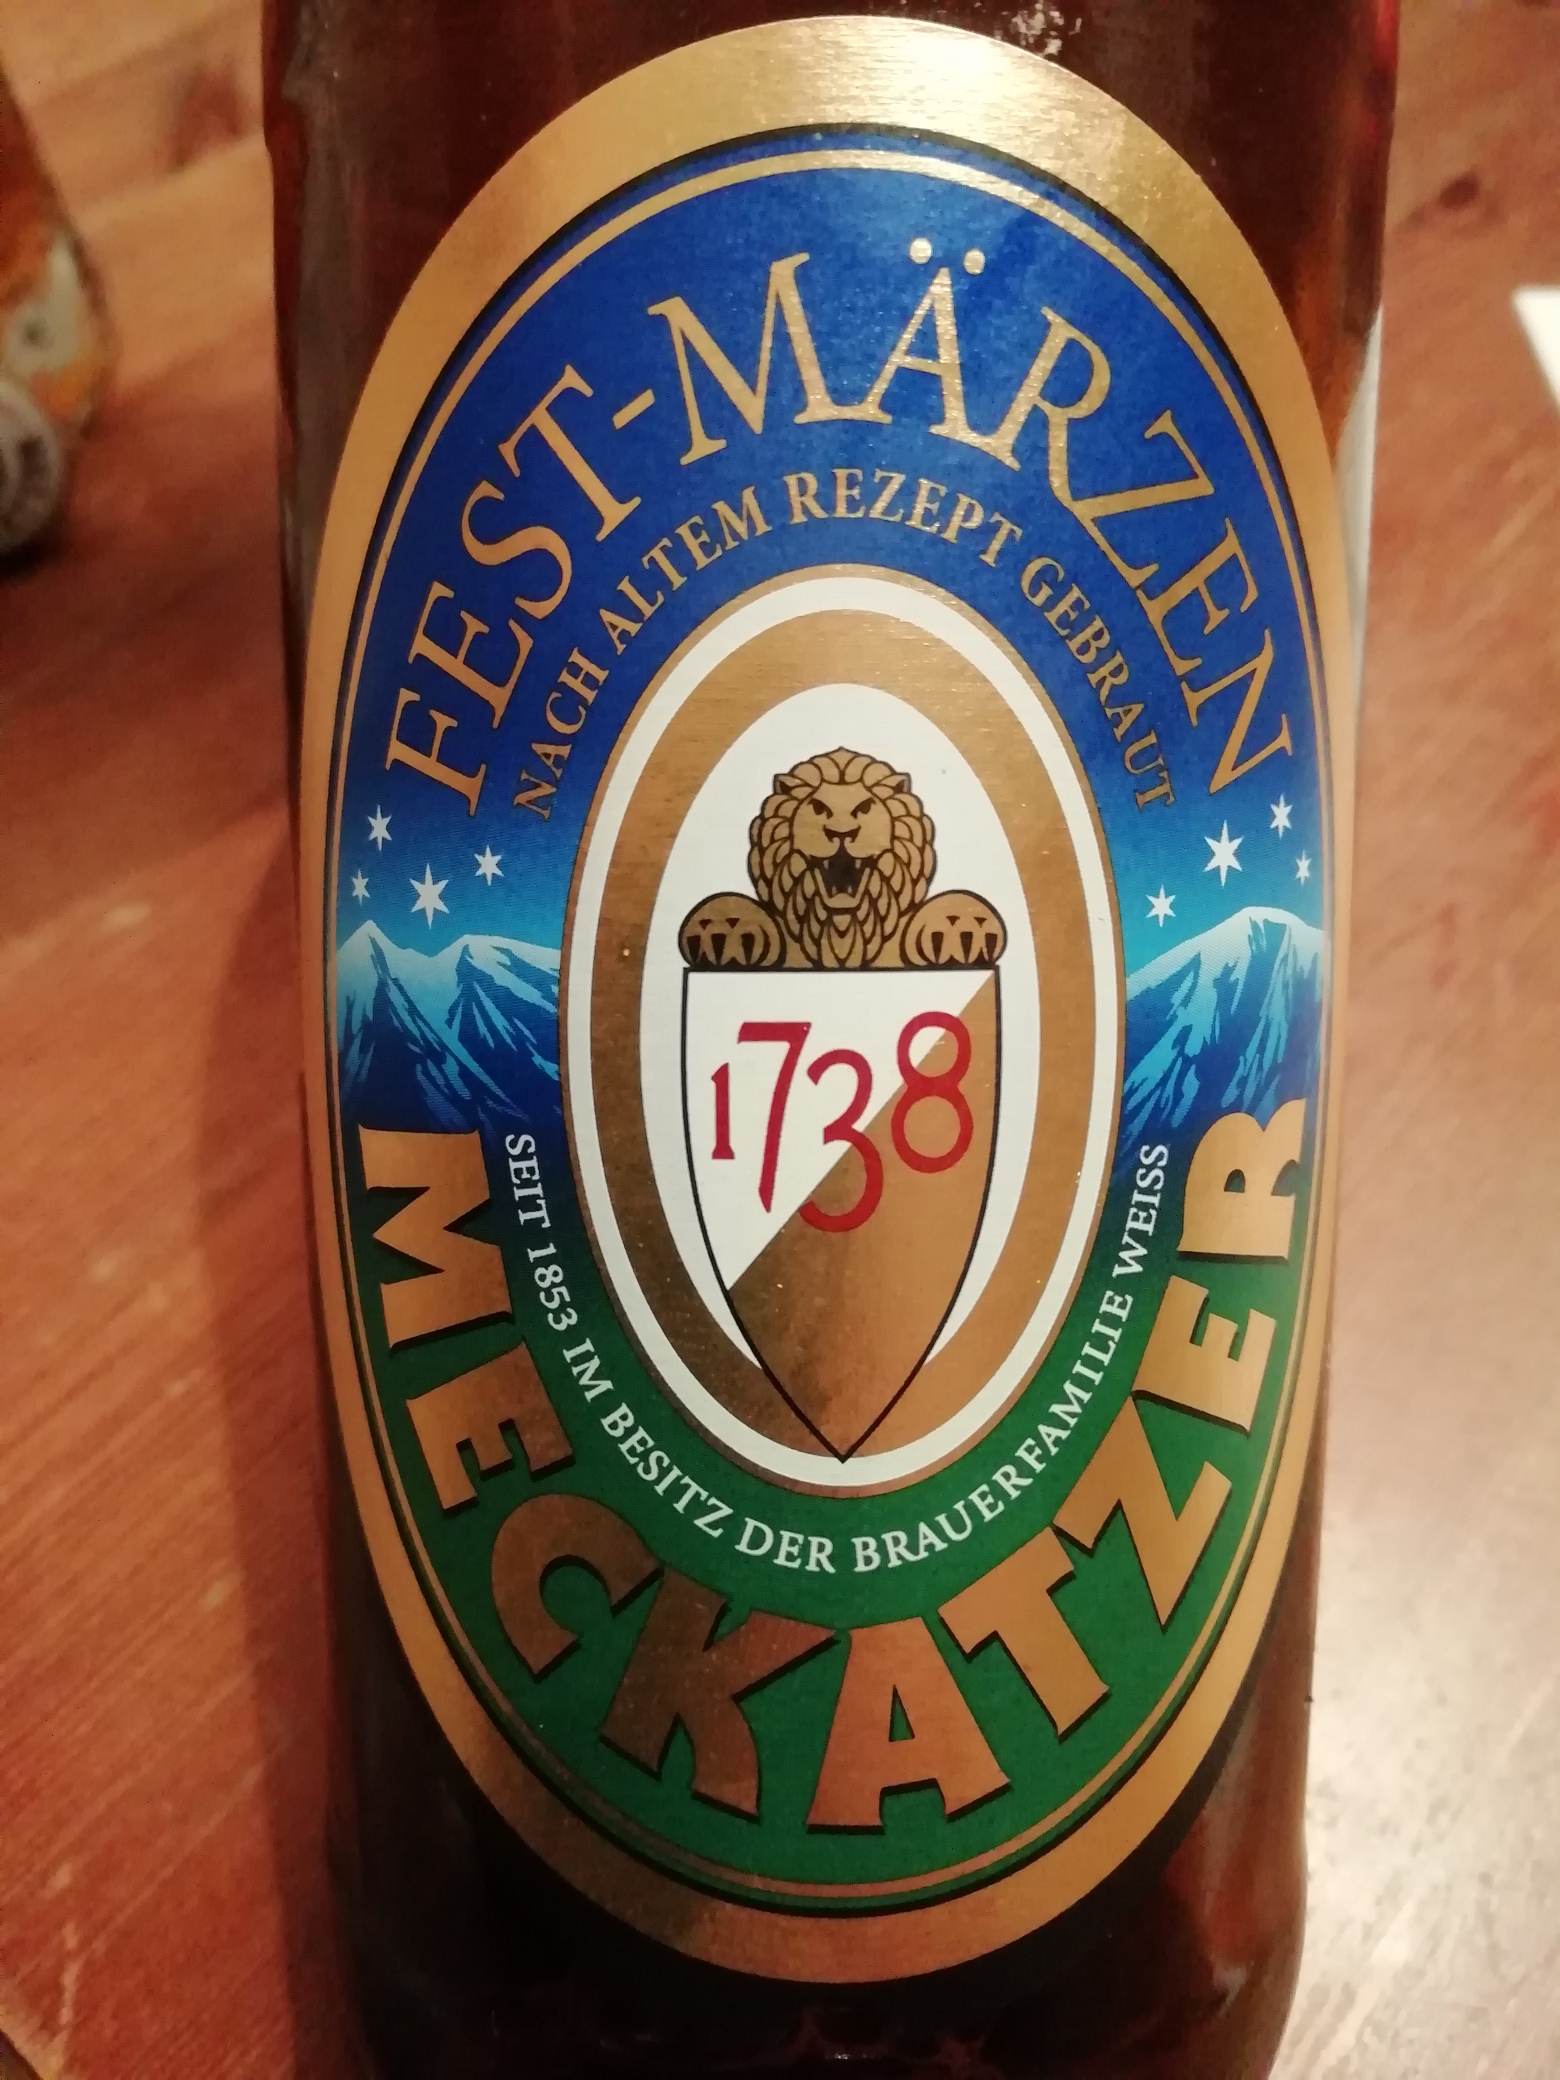 FEST-MÄRZEN
NACH ALTEM REZEPT GEBRAUT
1738
SEIT 1853 IM BESITZ DER BRAUERFAMILIE WEISS
MECKATZER